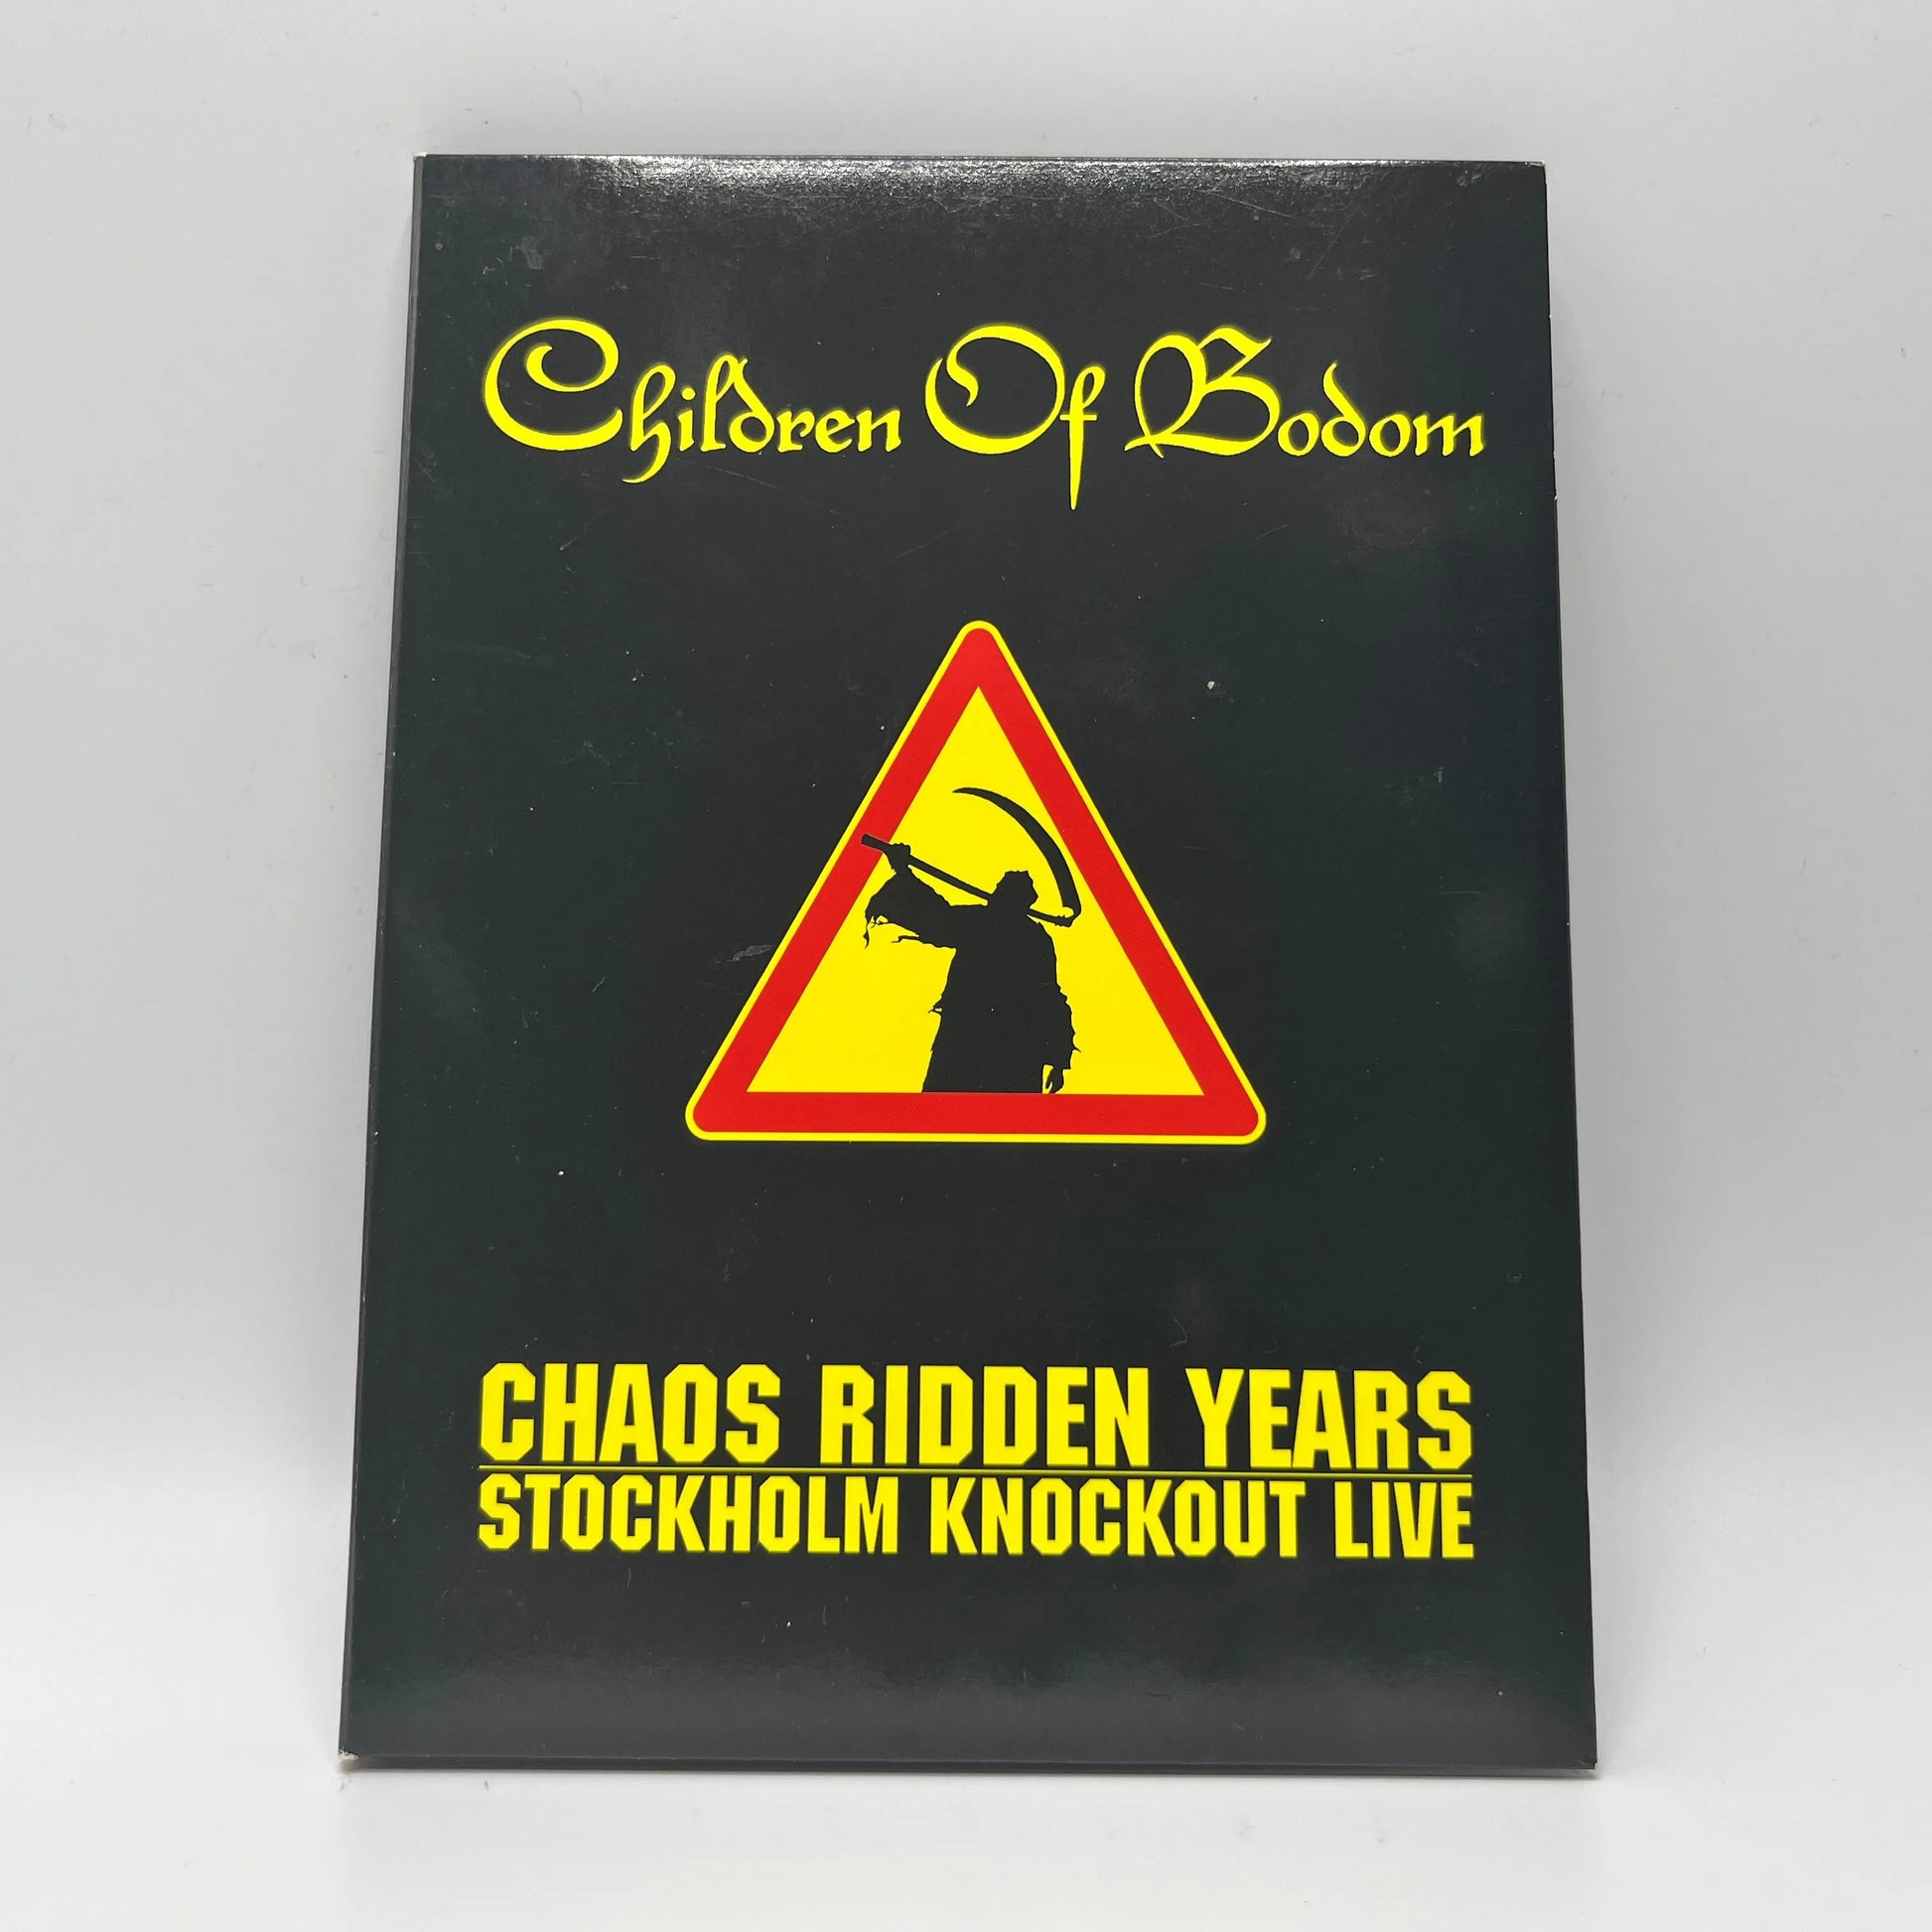 Children Of Bodom
CHAOS RIDDEN YEARS
STOCKHOLM KNOCKOUT LIVE